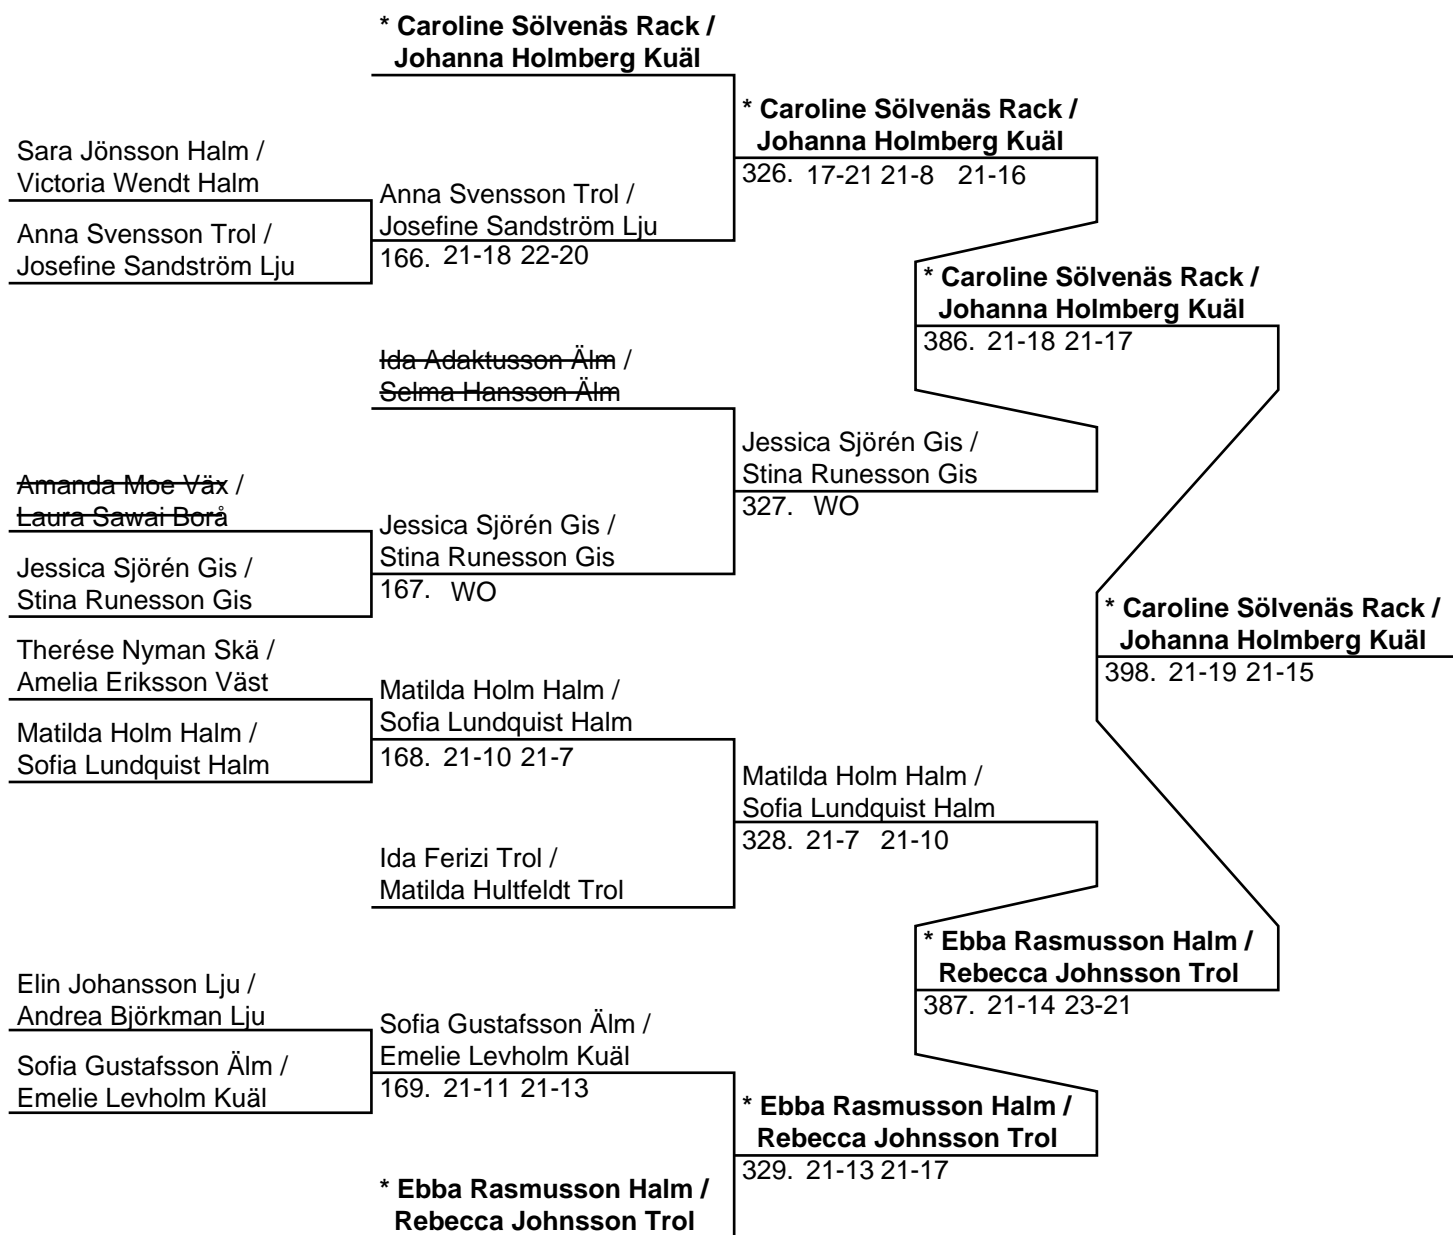 * Caroline Sölvenäs Rack /
Johanna Holmberg Kuäl
* Caroline Sölvenäs Rack /
Johanna Holmberg Kuäl
326. 17-21 21-8 21-16
Sara Jönsson Halm /
Victoria Wendt Halm
Anna Svensson Trol /
Josefine Sandström Lju
166. 21-18 22-20
Anna Svensson Trol /
Josefine Sandström Lju
* Caroline Sölvenäs Rack /
Johanna Holmberg Kuäl
386. 21-18 21-17
Ida Adaktusson Älm /
Selma Hansson Älm
Jessica Sjörén Gis /
Stina Runesson Gis
327. WO
Amanda Moe Väx /
Laura Sawai Borå
Jessica Sjörén Gis /
Stina Runesson Gis
167. WO
Jessica Sjörén Gis /
Stina Runesson Gis
* Caroline Sölvenäs Rack /
Johanna Holmberg Kuäl
398. 21-19 21-15
Therése Nyman Skä /
Amelia Eriksson Väst
Matilda Holm Halm /
Sofia Lundquist Halm
168. 21-10 21-7
Matilda Holm Halm /
Sofia Lundquist Halm
Matilda Holm Halm /
Sofia Lundquist Halm
328. 21-7 21-10
Ida Ferizi Trol /
Matilda Hultfeldt Trol
* Ebba Rasmusson Halm /
Rebecca Johnsson Trol
387. 21-14 23-21
Elin Johansson Lju /
Andrea Björkman Lju
Sofia Gustafsson Älm /
Emelie Levholm Kuäl
169. 21-11 21-13
Sofia Gustafsson Älm /
Emelie Levholm Kuäl
* Ebba Rasmusson Halm /
Rebecca Johnsson Trol
329. 21-13 21-17
* Ebba Rasmusson Halm /
Rebecca Johnsson Trol